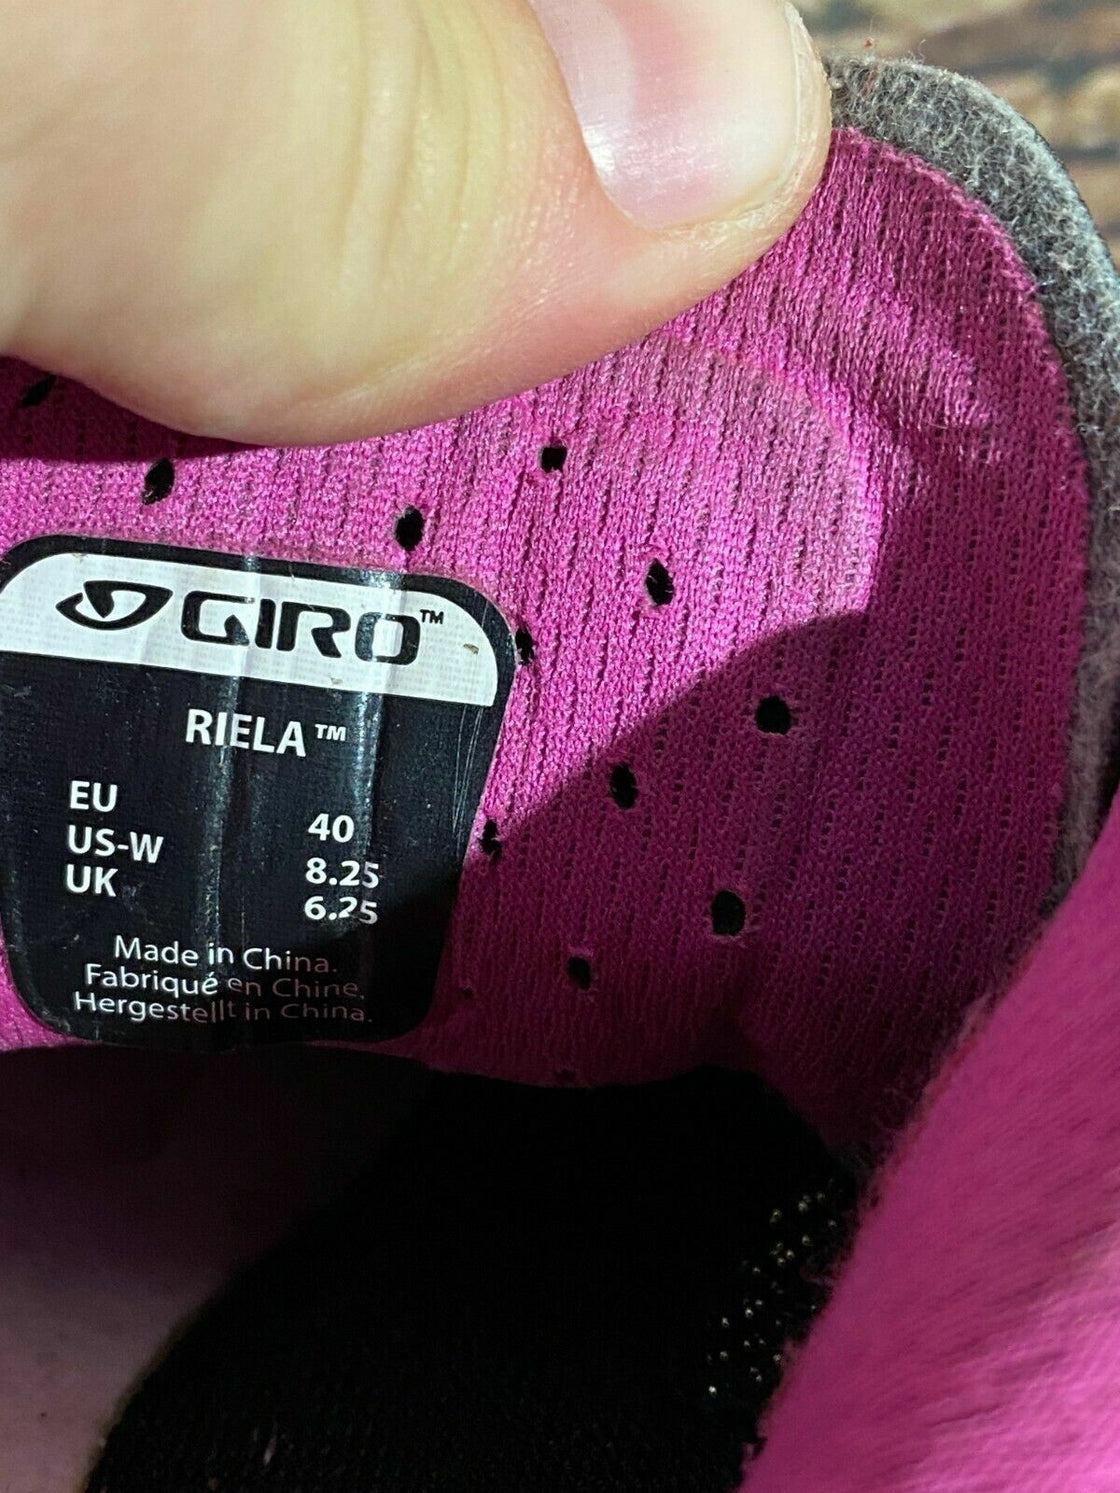 GIRO™
RIELA™
EU 40
US-W 8.25
UK 6.25
Made in China.
Fabriqué en Chine.
Hergestellt in China.